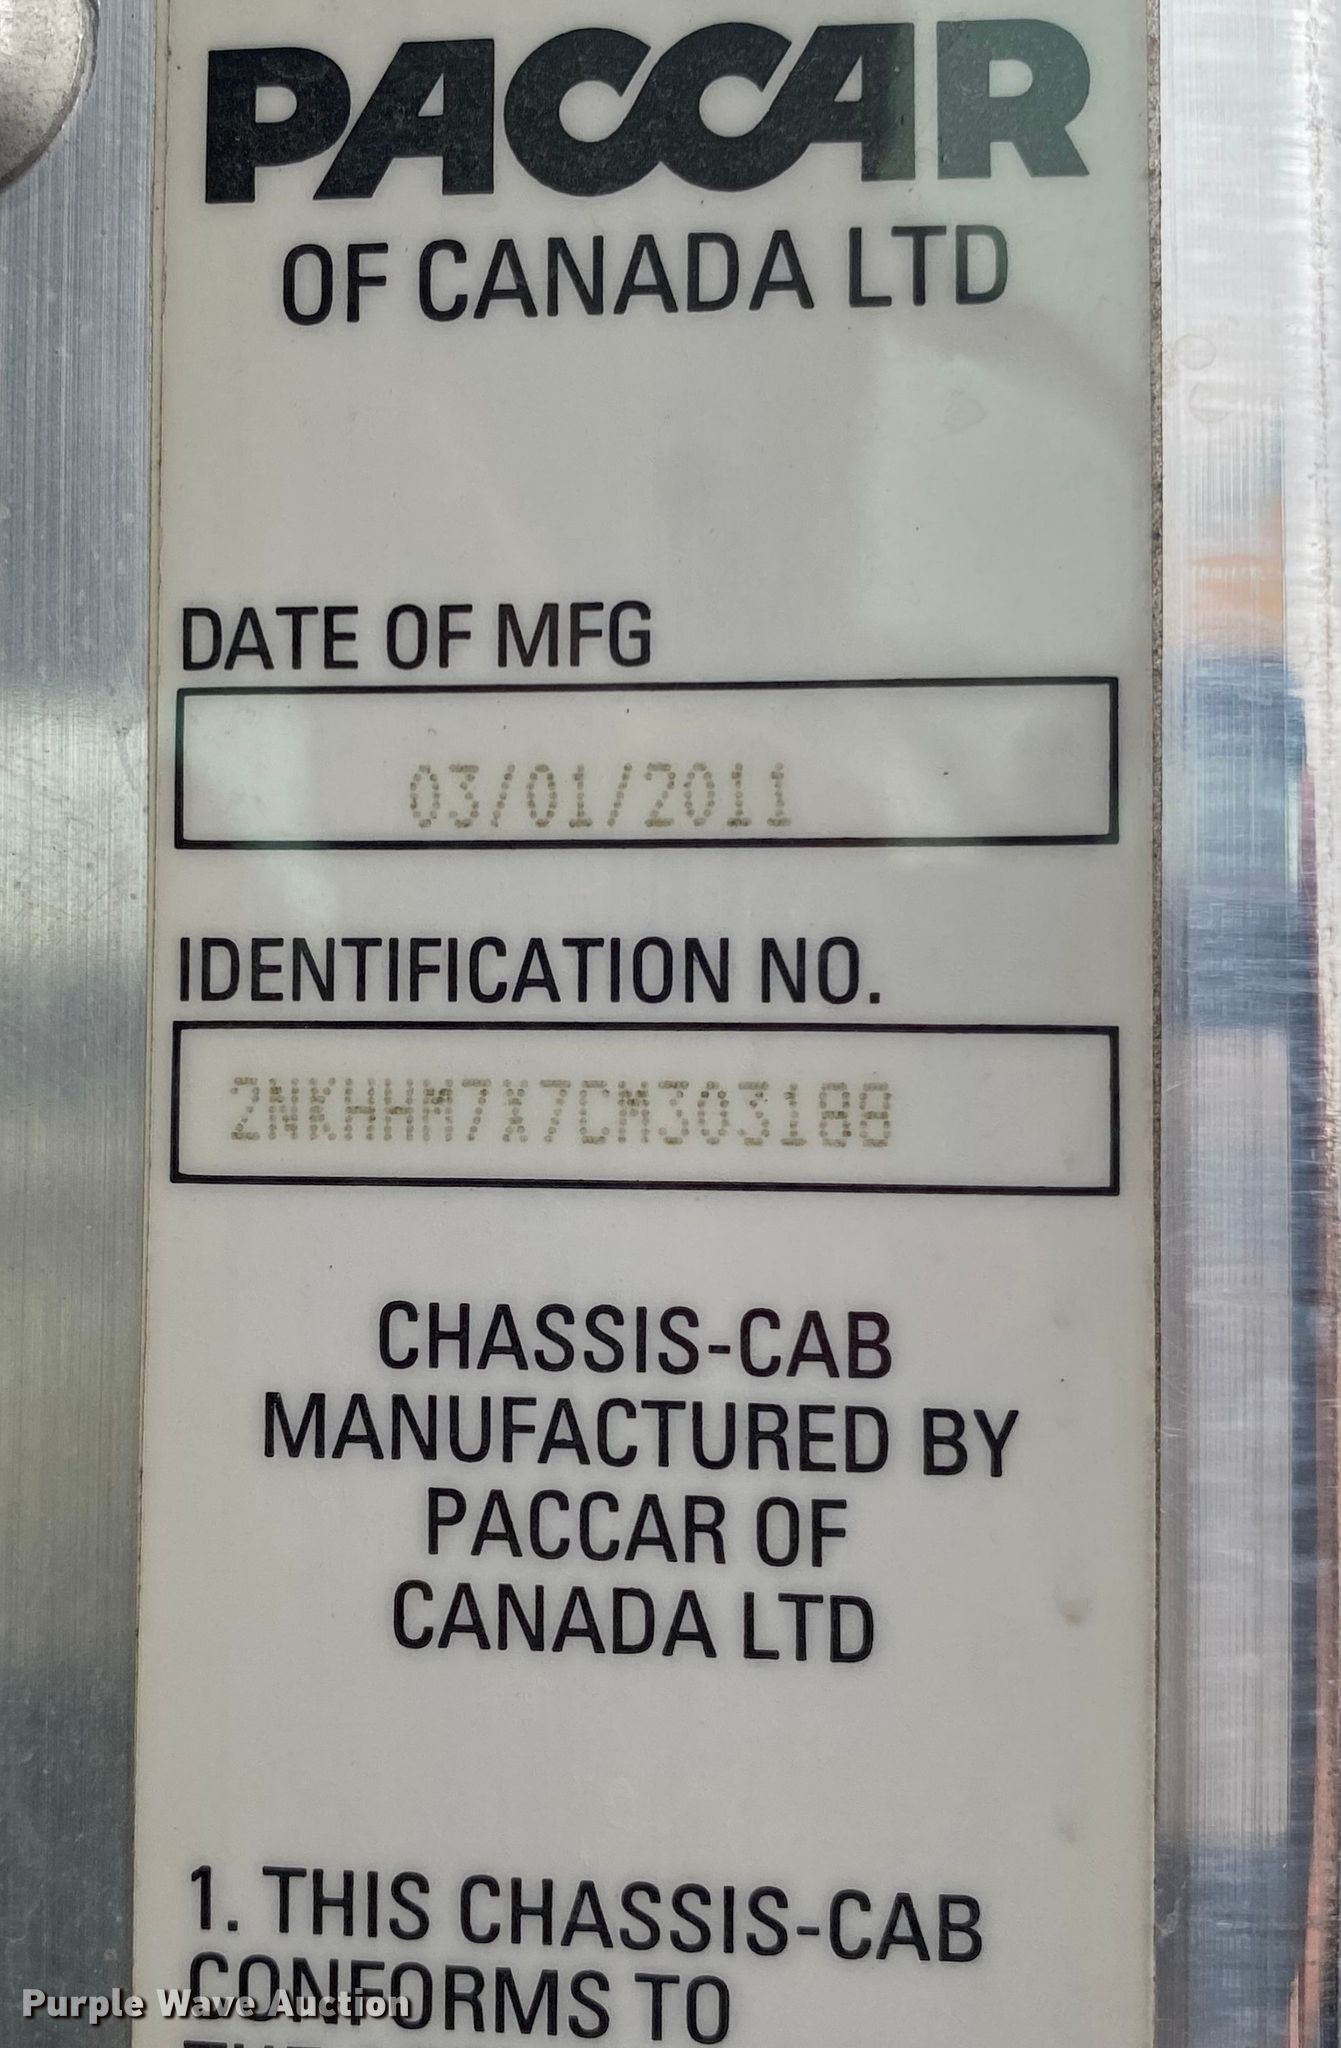 PACCAR
OF CANADA LTD
DATE OF MFG
03/01/2011
IDENTIFICATION NO.
2NKHHM7X7CM303188
CHASSIS-CAB
MANUFACTURED BY
PACCAR OF
CANADA LTD
1. THIS CHASSIS-CAB
CONFORMS TO
Purple Wave Auction